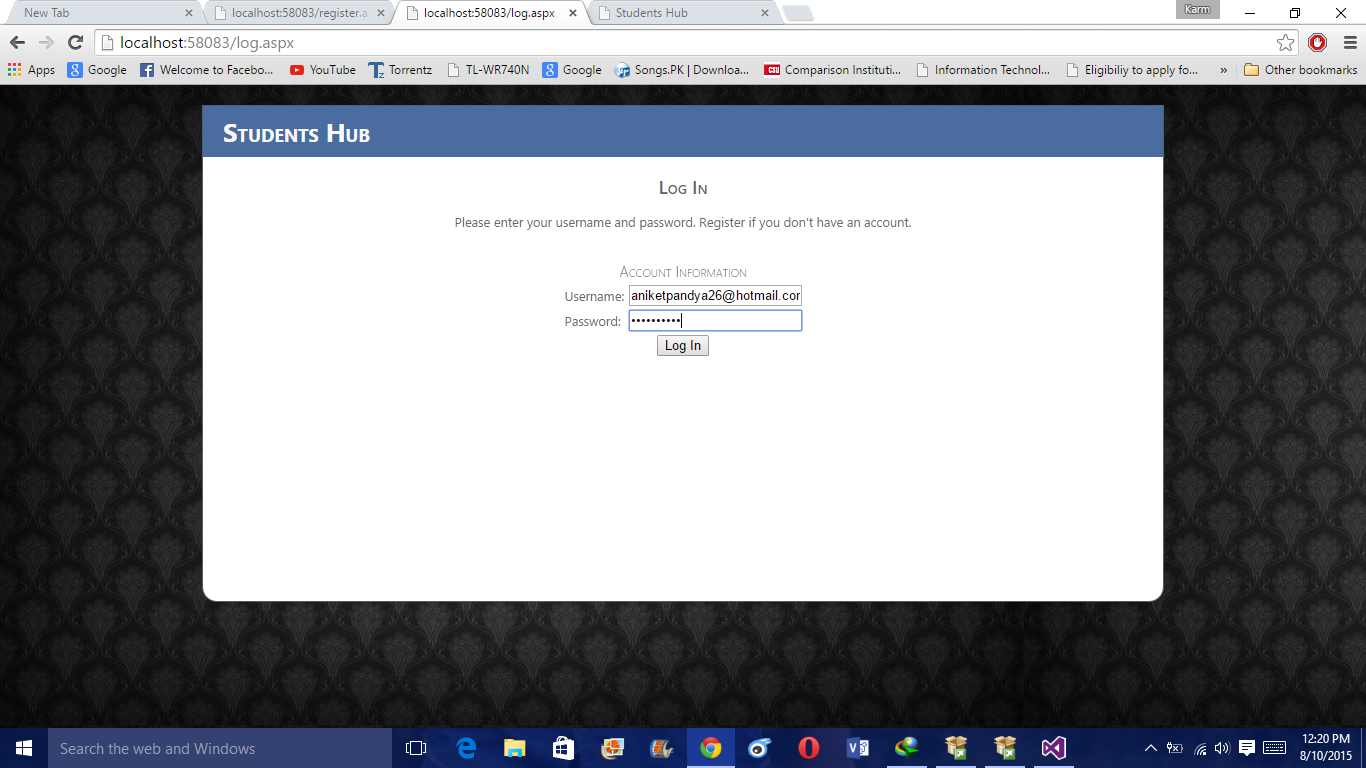 New Tab
localhost:58083/register.a
localhost:58083/log.aspx
Students Hub
Karm
localhost:58083/log.aspx
Apps
Google
Welcome to Facebo...
YouTube
Torrentz
TL-WR740N
Google
Songs.PK | Downloa...
CSU
Comparison Instituti...
Information Technol...
Eligibiliy to apply fo...
»
Other bookmarks
Students Hub
Log In
Please enter your username and password. Register if you don't have an account.
Account Information
Username: aniketpandya26@hotmail.com
Password: ••••••••••
Log In
Search the web and Windows
12:20 PM
8/10/2015